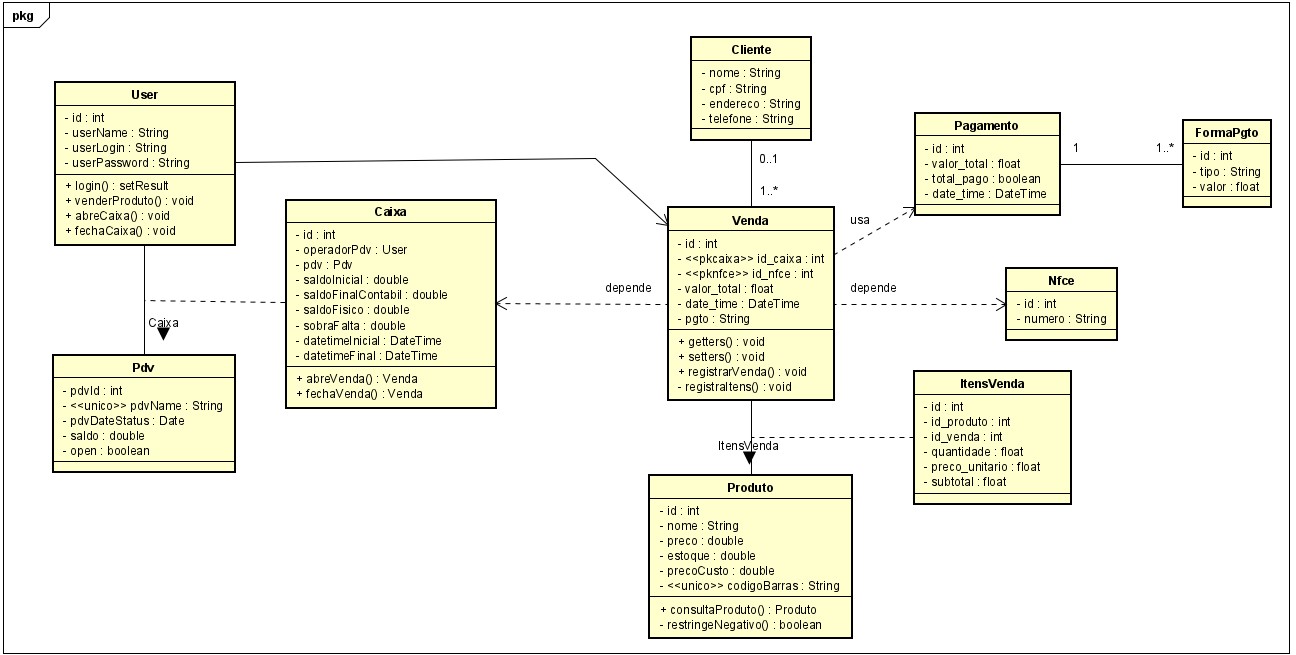 pkg
User
- id : int
- userName : String
- userLogin : String
- userPassword : String
+ login() : setResult
+ venderProduto() : void
+ abreCaixa() : void
+ fechaCaixa() : void
Caixa
- id : int
- operadorPdv : User
- pdv : Pdv
- saldoInicial : double
- saldoFinalContabil : double
- saldoFisico : double
- sobraFalta : double
- datetimeInicial : DateTime
- datetimeFinal : DateTime
+ abreVenda() : Venda
+ fechaVenda() : Venda
Caixa
Pdv
- pdvId : int
- <<unico>> pdvName : String
- pdvDateStatus : Date
- saldo : double
- open : boolean
Cliente
- nome : String
- cpf : String
- endereco : String
- telefone : String
0..1
1..*
Venda
- id : int
- <<pkcaixa>> id_caixa : int
- <<pknfce>> id_nfce : int
- valor_total : float
- date_time : DateTime
- pgto : String
+ getters() : void
+ setters() : void
+ registrarVenda() : void
- registraItens() : void
depende
usa
depende
Pagamento
- id : int
- valor_total : float
- total_pago : boolean
- date_time : DateTime
1
1..*
FormaPgto
- id : int
- tipo : String
- valor : float
Nfce
- id : int
- numero : String
ItensVenda
- id : int
- id_produto : int
- id_venda : int
- quantidade : float
- preco_unitario : float
- subtotal : float
ItensVenda
Produto
- id : int
- nome : String
- preco : double
- estoque : double
- precoCusto : double
- <<unico>> codigoBarras : String
+ consultaProduto() : Produto
- restringeNegativo() : boolean